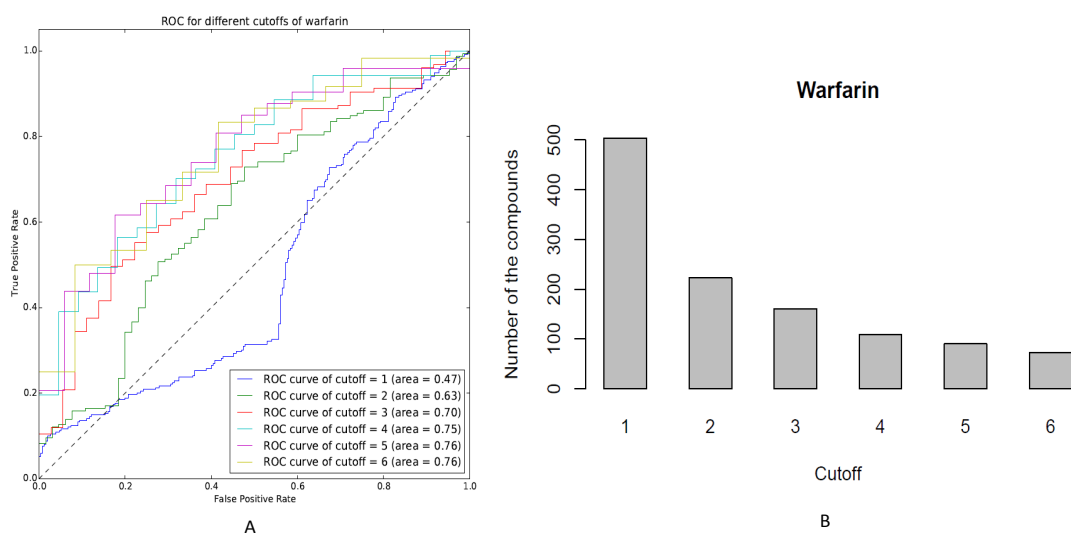 ROC for different cutoffs of warfarin
1.0
0.8
0.6
0.4
0.2
0.0
True Positive Rate
ROC curve of cutoff = 1 (area = 0.47)
ROC curve of cutoff = 2 (area = 0.63)
ROC curve of cutoff = 3 (area = 0.70)
ROC curve of cutoff = 4 (area = 0.75)
ROC curve of cutoff = 5 (area = 0.76)
ROC curve of cutoff = 6 (area = 0.76)
0.0 0.2 0.4 0.6 0.8 1.0
False Positive Rate
A
Warfarin
Number of the compounds
500
400
300
200
100
0
1 2 3 4 5 6
Cutoff
B